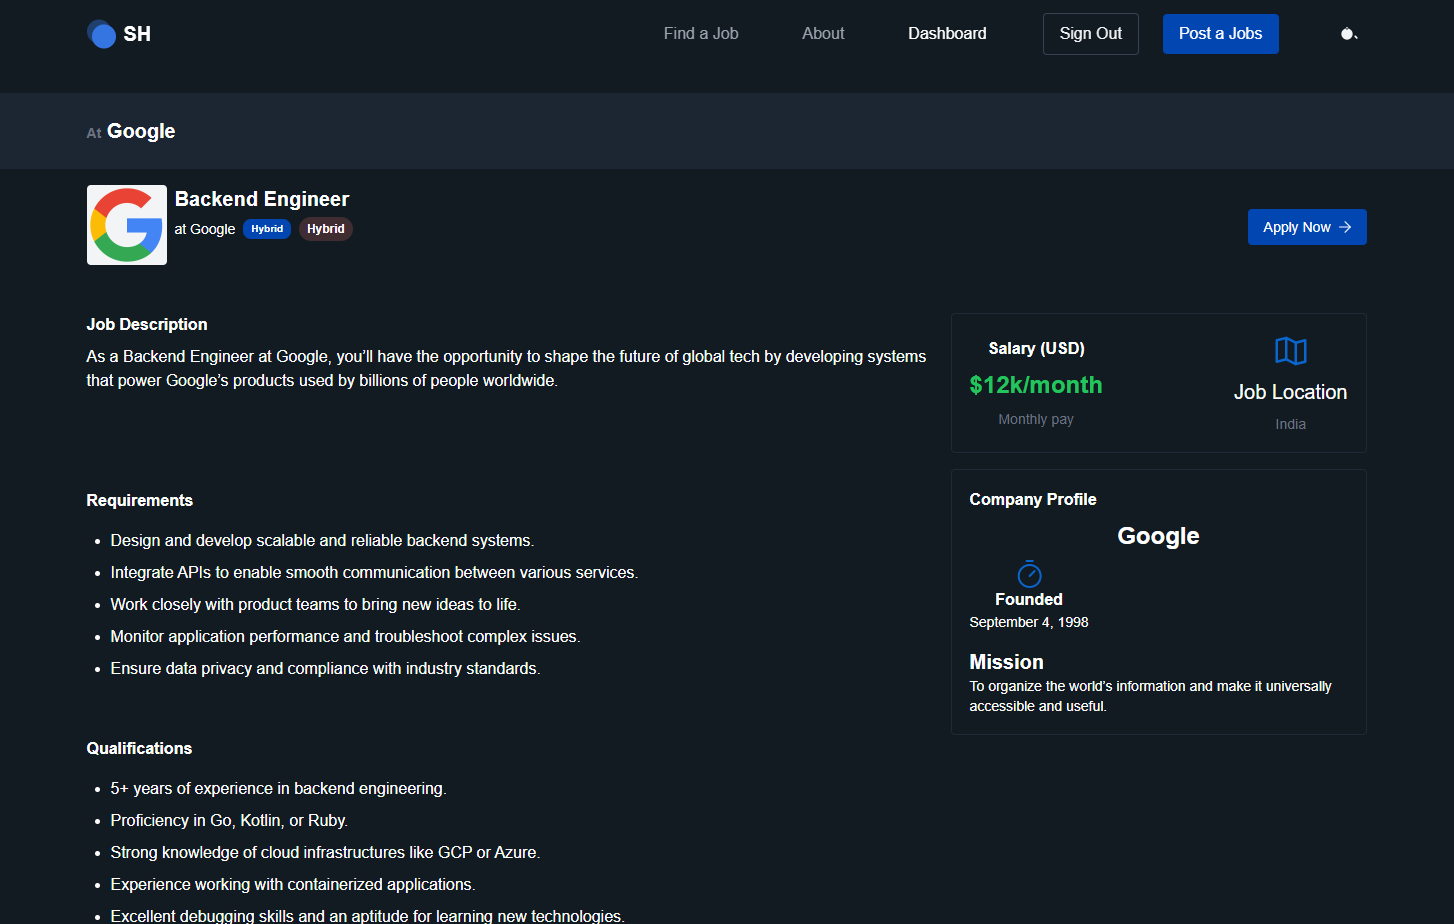 SH
Find a Job
About
Dashboard
Sign Out
Post a Jobs
At Google
Backend Engineer
at Google Hybrid Hybrid
Apply Now
Job Description
As a Backend Engineer at Google, you’ll have the opportunity to shape the future of global tech by developing systems
that power Google’s products used by billions of people worldwide.
Salary (USD)
$12k/month
Monthly pay
Job Location
India
Requirements
Design and develop scalable and reliable backend systems.
Integrate APIs to enable smooth communication between various services.
Work closely with product teams to bring new ideas to life.
Monitor application performance and troubleshoot complex issues.
Ensure data privacy and compliance with industry standards.
Company Profile
Google
Founded
September 4, 1998
Mission
To organize the world’s information and make it universally
accessible and useful.
Qualifications
5+ years of experience in backend engineering.
Proficiency in Go, Kotlin, or Ruby.
Strong knowledge of cloud infrastructures like GCP or Azure.
Experience working with containerized applications.
Excellent debugging skills and an aptitude for learning new technologies.